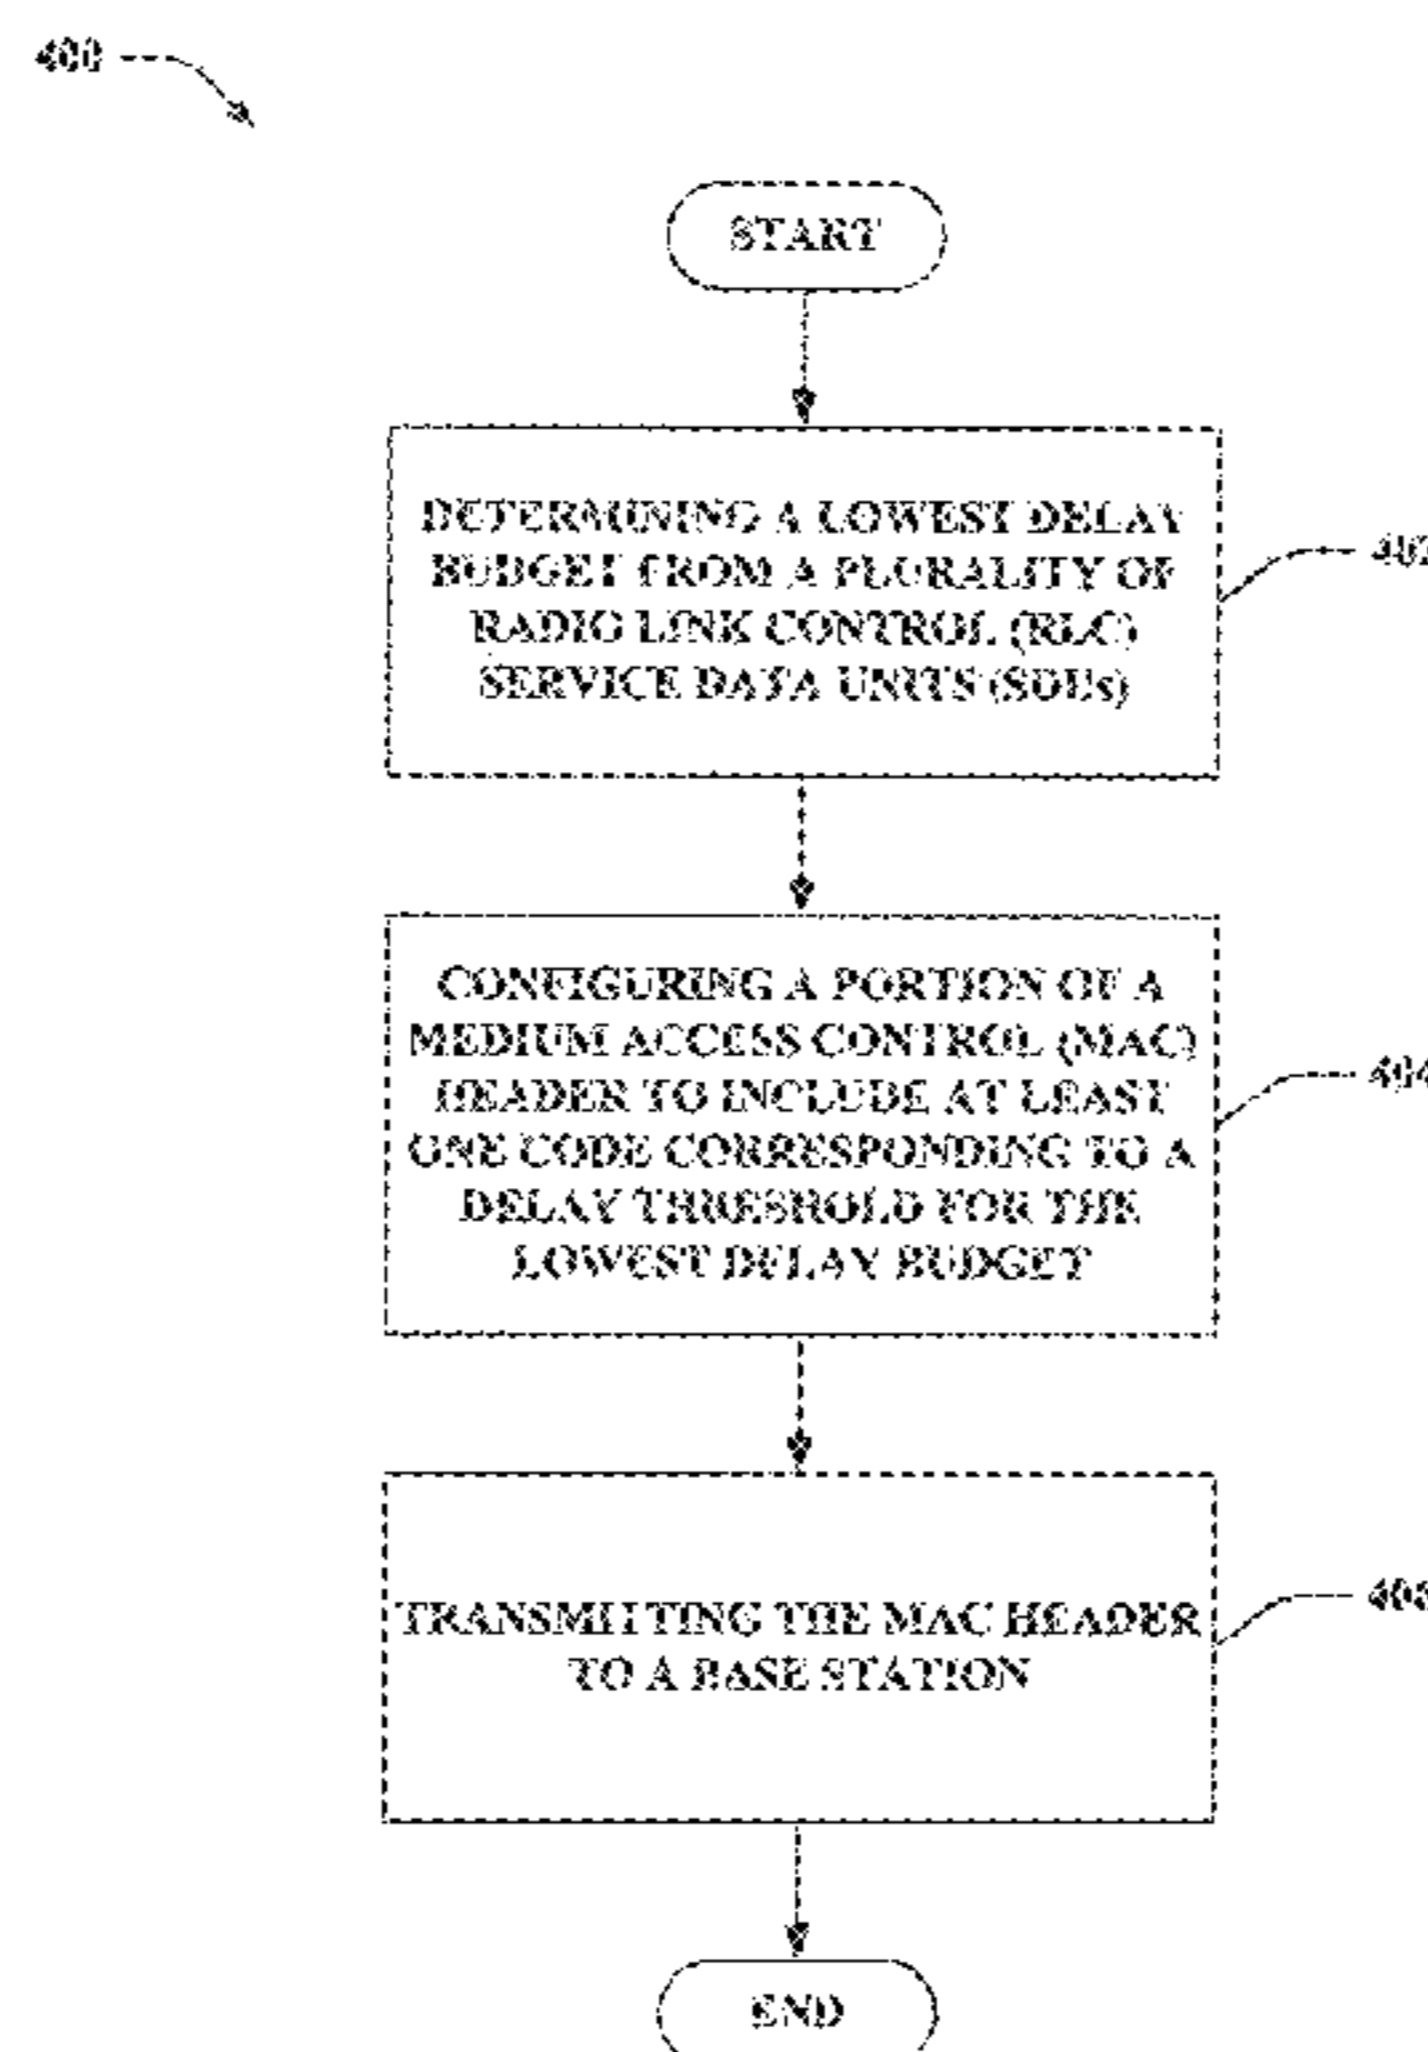 400
START
DETERMINING A LOWEST DELAY
BUDGET FROM A PLURALITY OF
RADIO LINK CONTROL (RLC)
SERVICE DATA UNITS (SDUs)
CONFIGURING A PORTION OF A
MEDIUM ACCESS CONTROL (MAC)
HEADER TO INCLUDE AT LEAST
ONE CODE CORRESPONDING TO A
DELAY THRESHOLD FOR THE
LOWEST DELAY BUDGET
404
TRANSMITTING THE MAC HEADER
TO A BASE STATION
END